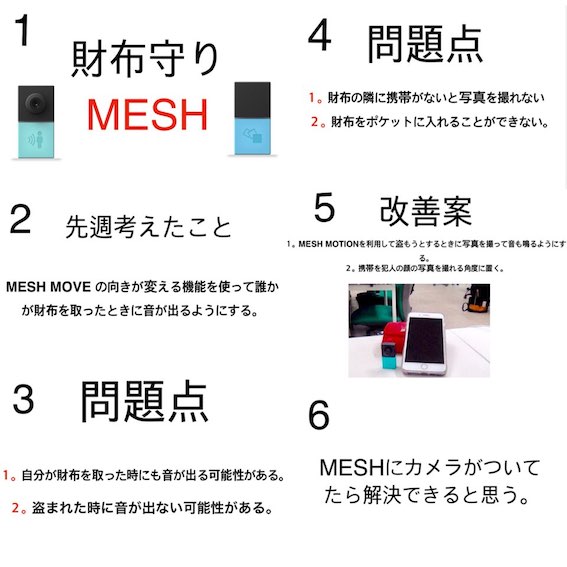 1
財布守り
MESH
2
先週考えたこと
MESH MOVE の向きが変える機能を使って誰か
が財布を取ったときに音が出るようにする。
3
問題点
1。自分が財布を取った時にも音が出る可能性がある。
2。盗まれた時に音が出ない可能性がある。
4
問題点
1。財布の隣に携帯がないと写真を撮れない
2。財布をポケットに入れることができない。
5
改善案
1。MESH MOTIONを利用して盗もうとするときに写真を撮って音も鳴るようにす
る。
2。携帯を犯人の顔の写真を撮れる角度に置く。
6
MESHにカメラがついて
たら解決できると思う。